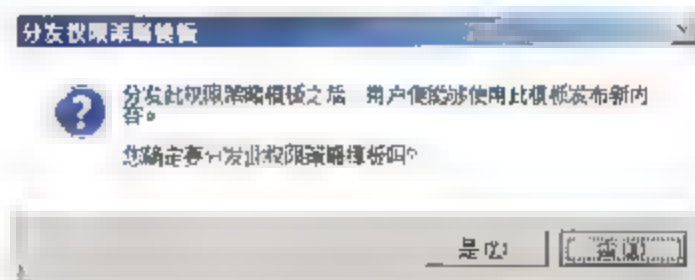 分发权限策略模板
分发此权限策略模板之后，用户便能够使用此模板发布新内
容。
您确定要分发此权限策略模板吗?
是(Y)
否(N)